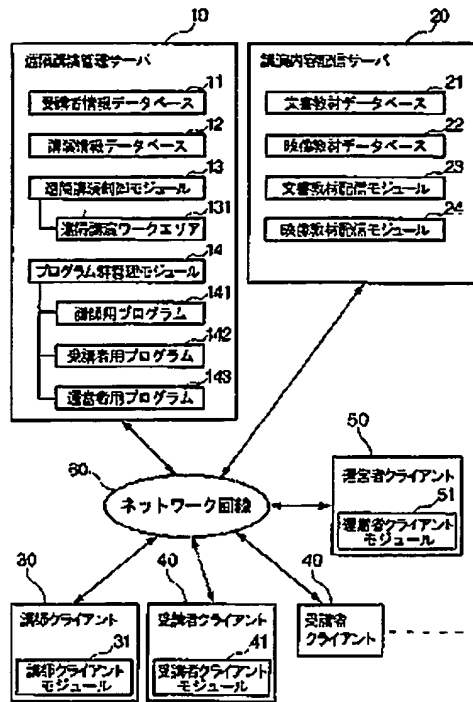 10
遠隔講演管理サーバ
11
受講者情報データベース
12
講演情報データベース
13
遠隔講演制御モジュール
131
遠隔講演ワークエリア
14
プログラム群管理モジュール
141
講師用プログラム
142
受講者用プログラム
143
運営者用プログラム
20
講演内容配信サーバ
21
文書教材データベース
22
映像教材データベース
23
文書教材配信モジュール
24
映像教材配信モジュール
60
ネットワーク回線
50
運営者クライアント
51
運営者クライアント
モジュール
30
講師クライアント
31
講師クライアント
モジュール
40
受講者クライアント
41
受講者クライアント
モジュール
40
受講者
クライアント